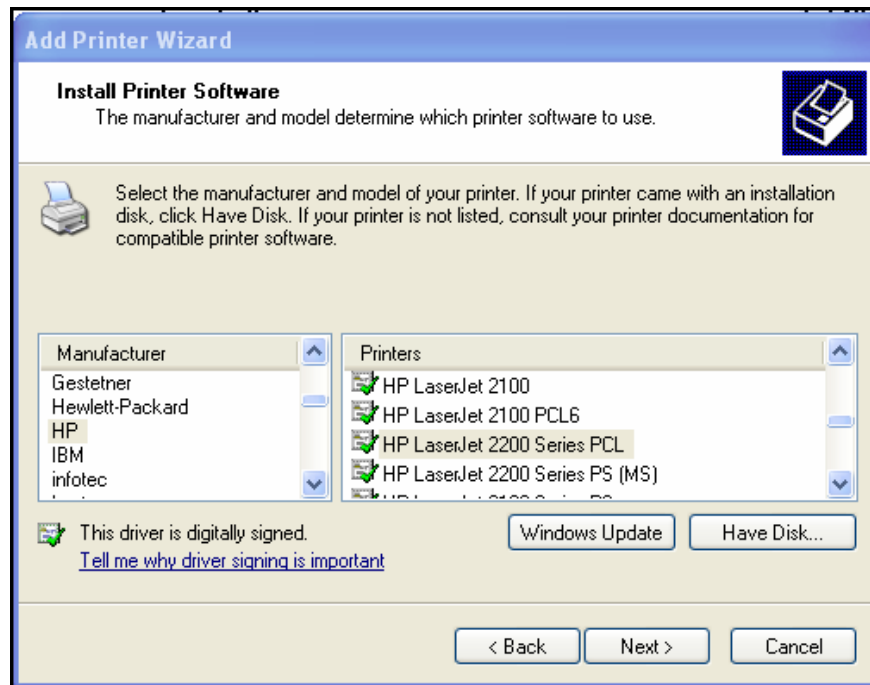 Add Printer Wizard
Install Printer Software
The manufacturer and model determine which printer software to use.
Select the manufacturer and model of your printer. If your printer came with an installation
disk, click Have Disk. If your printer is not listed, consult your printer documentation for
compatible printer software.
Manufacturer
Gestetner
Hewlett-Packard
HP
IBM
infotec
Printers
HP LaserJet 2100
HP LaserJet 2100 PCL6
HP LaserJet 2200 Series PCL
HP LaserJet 2200 Series PS (MS)
This driver is digitally signed.
Tell me why driver signing is important
Windows Update
Have Disk...
< Back
Next >
Cancel